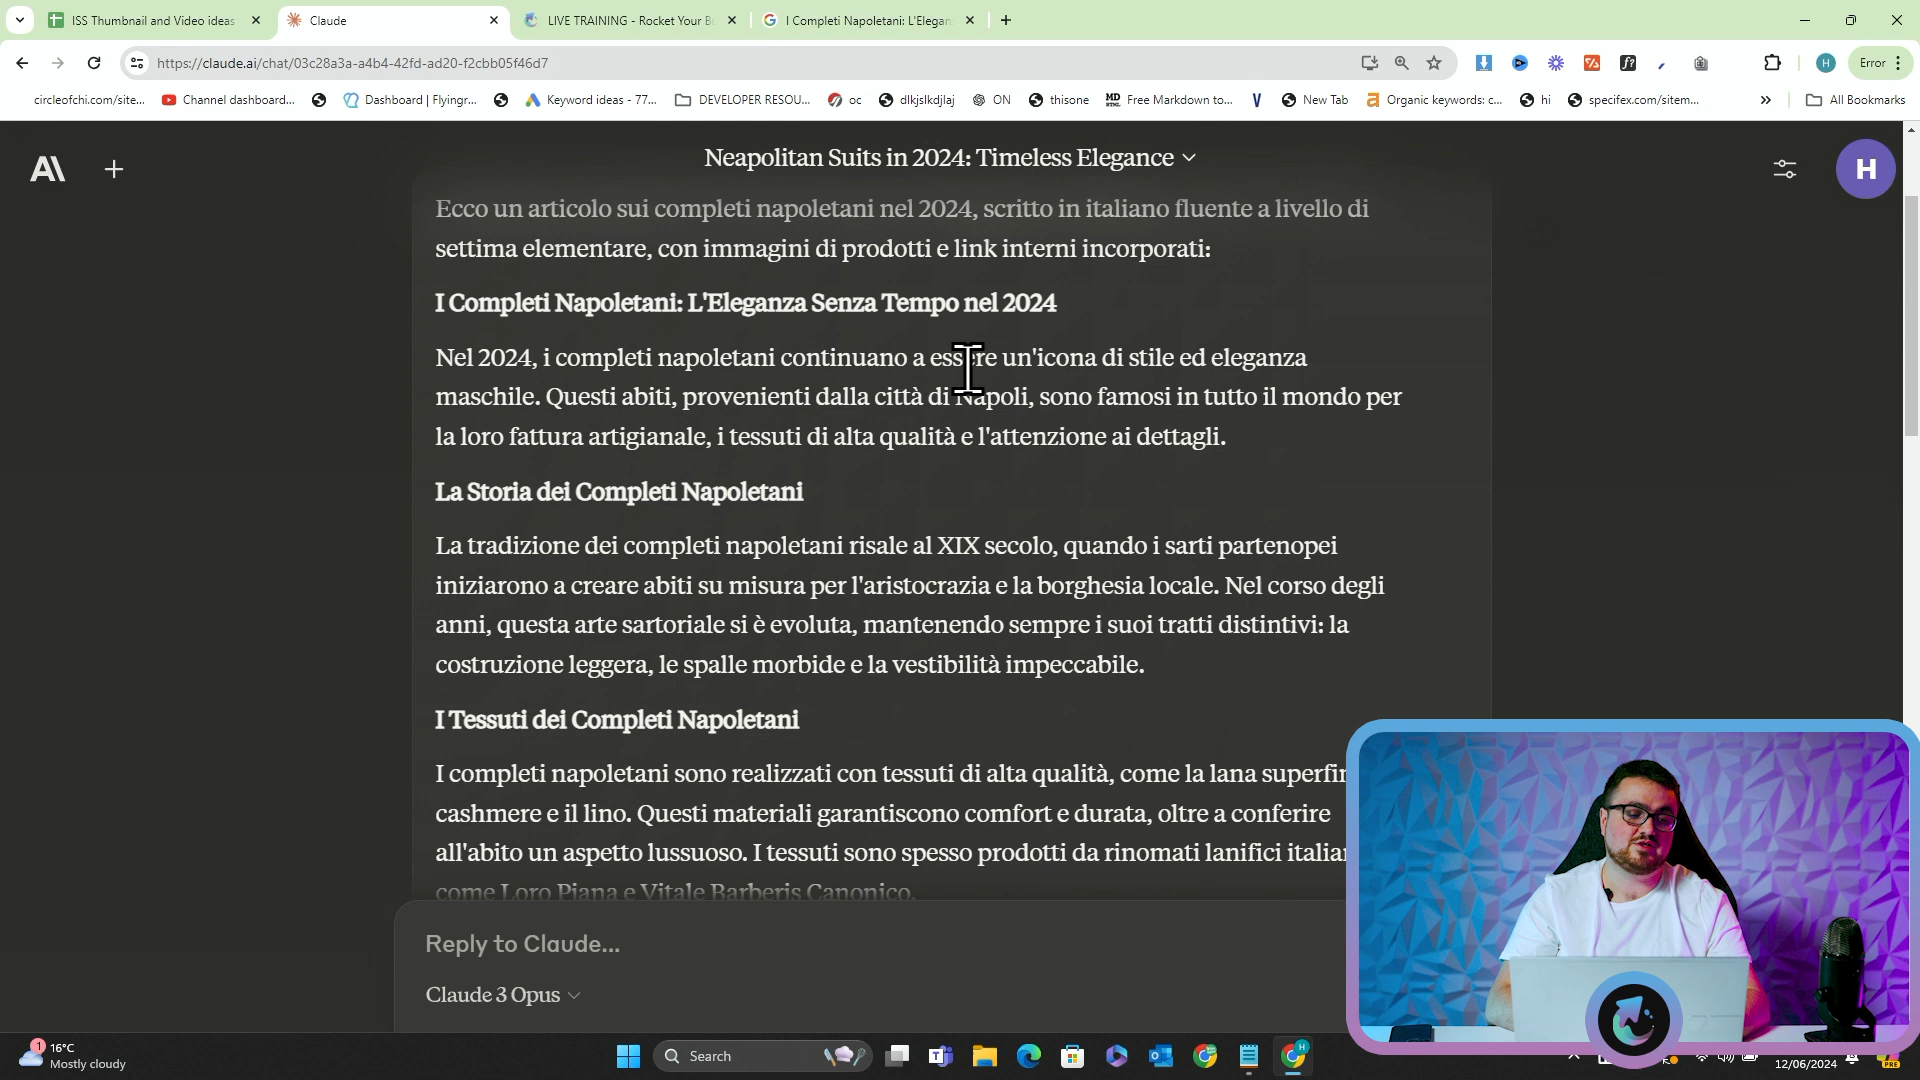 ISS Thumbnail and Video ideas
Claude
LIVE TRAINING - Rocket Your B
I Completi Napoletani: L'Elegan
https://claude.ai/chat/03c28a3a-a4b4-42fd-ad20-f2cbb05f46d7
H
Error
circleofchi.com/site...
Channel dashboard...
Dashboard | Flyingr...
Keyword ideas - 77...
DEVELOPER RESOU...
oc
dlkjslkdjlaj
ON
thisone
Free Markdown to...
New Tab
Organic keywords: c...
hi
specifex.com/sitem...
All Bookmarks
Neapolitan Suits in 2024: Timeless Elegance
H
Ecco un articolo sui completi napoletani nel 2024, scritto in italiano fluente a livello di
settima elementare, con immagini di prodotti e link interni incorporati:
I Completi Napoletani: L'Eleganza Senza Tempo nel 2024
Nel 2024, i completi napoletani continuano a essere un'icona di stile ed eleganza
maschile. Questi abiti, provenienti dalla città di Napoli, sono famosi in tutto il mondo per
la loro fattura artigianale, i tessuti di alta qualità e l'attenzione ai dettagli.
La Storia dei Completi Napoletani
La tradizione dei completi napoletani risale al XIX secolo, quando i sarti partenopei
iniziarono a creare abiti su misura per l'aristocrazia e la borghesia locale. Nel corso degli
anni, questa arte sartoriale si è evoluta, mantenendo sempre i suoi tratti distintivi: la
costruzione leggera, le spalle morbide e la vestibilità impeccabile.
I Tessuti dei Completi Napoletani
I completi napoletani sono realizzati con tessuti di alta qualità, come la lana superfin
cashmere e il lino. Questi materiali garantiscono comfort e durata, oltre a conferire
all'abito un aspetto lussuoso. I tessuti sono spesso prodotti da rinomati lanifici italia
come Loro Piana e Vitale Barberis Canonico.
Reply to Claude...
Claude 3 Opus
1
16°C
Mostly cloudy
Search
12/06/2024
PRE